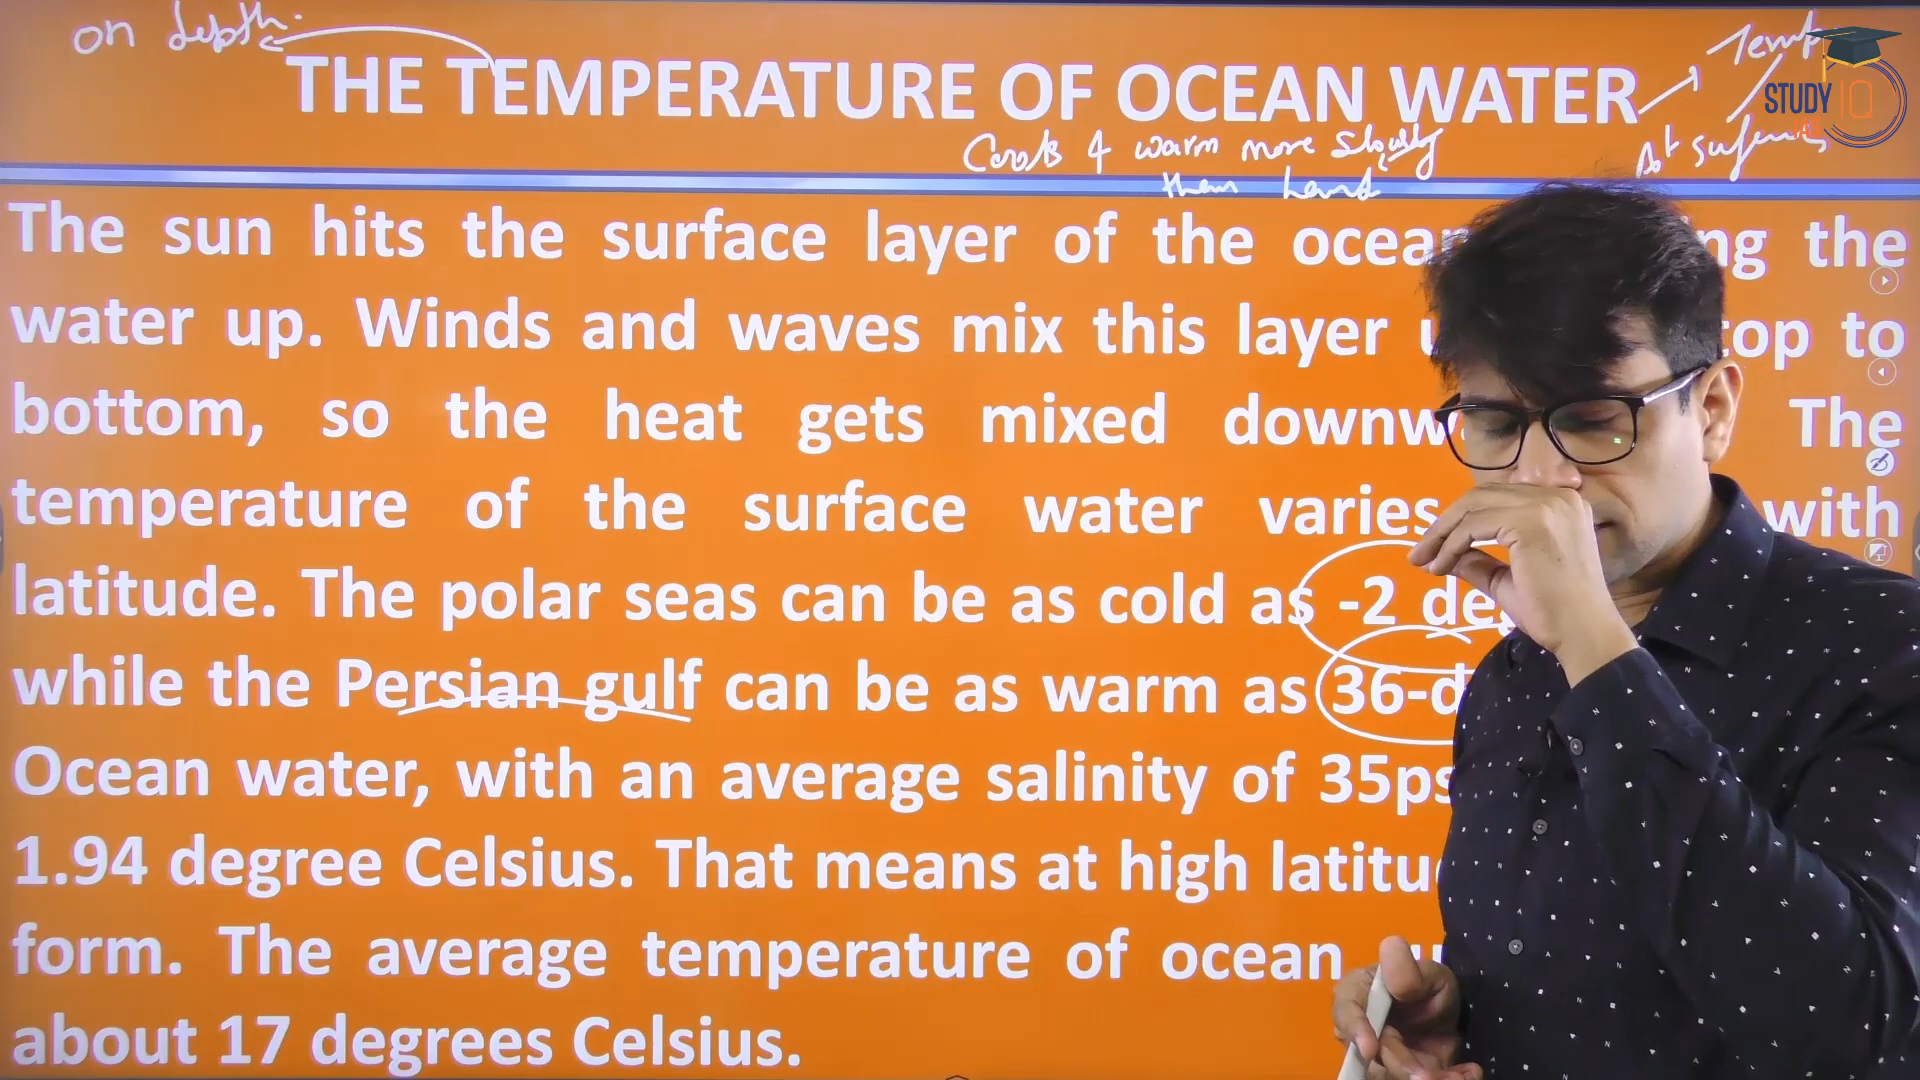 on depth.
Temp
THE TEMPERATURE OF OCEAN WATER
STUDY IQ
IAS
At surface
Cools & warm more slowly
than land
The sun hits the surface layer of the ocean the
water up. Winds and waves mix this layer top to
bottom, so the heat gets mixed The
temperature of the surface water varies with
latitude. The polar seas can be as cold as -2
while the Persian gulf can be as warm as 36-
Ocean water, with an average salinity of
1.94 degree Celsius. That means at high
form. The average temperature of ocean
about 17 degrees Celsius.